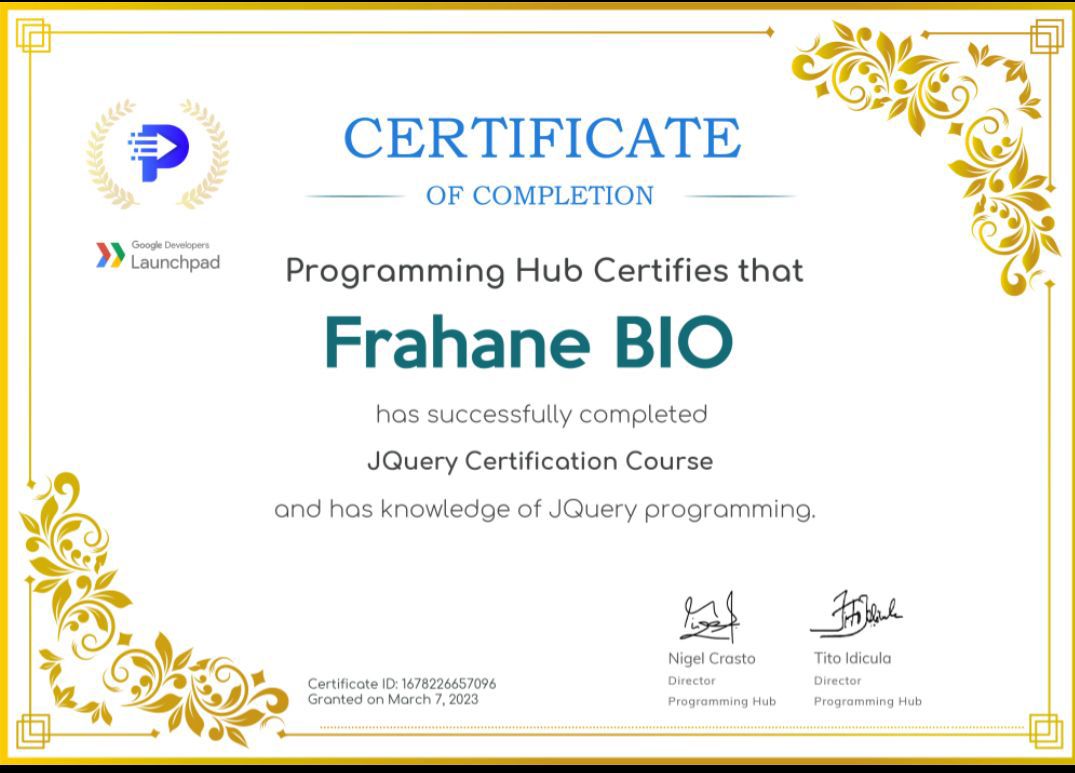 CERTIFICATE
OF COMPLETION
Google Developers
Launchpad
Programming Hub Certifies that
Frahane BIO
has successfully completed
JQuery Certification Course
and has knowledge of JQuery programming.
Nigel Crasto
Director
Programming Hub
Tito Idicula
Director
Programming Hub
Certificate ID: 1678226657096
Granted on March 7, 2023